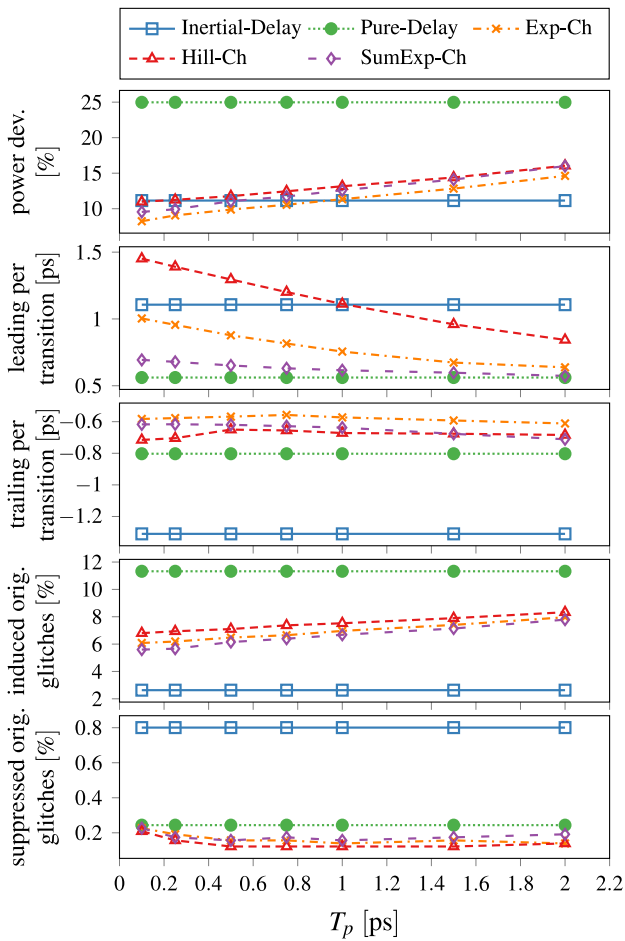 Inertial-Delay Pure-Delay Exp-Ch
Hill-Ch SumExp-Ch
power dev.
[%]
25
20
15
10
leading per
transition [ps]
1.5
1
0.5
trailing per
transition [ps]
−0.6
−0.8
−1
−1.2
induced orig.
glitches [%]
12
10
8
6
4
2
suppressed orig.
glitches [%]
0.8
0.6
0.4
0.2
0 0.2 0.4 0.6 0.8 1 1.2 1.4 1.6 1.8 2 2.2
Tp [ps]